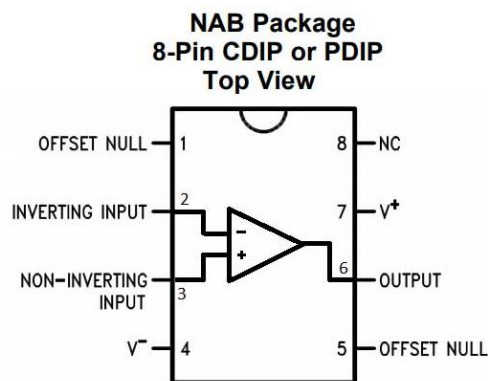 NAB Package
8-Pin CDIP or PDIP
Top View
OFFSET NULL 1
8 NC
INVERTING INPUT 2
7 V+
-
+
NON-INVERTING
INPUT
3
6 OUTPUT
V- 4
5 OFFSET NULL